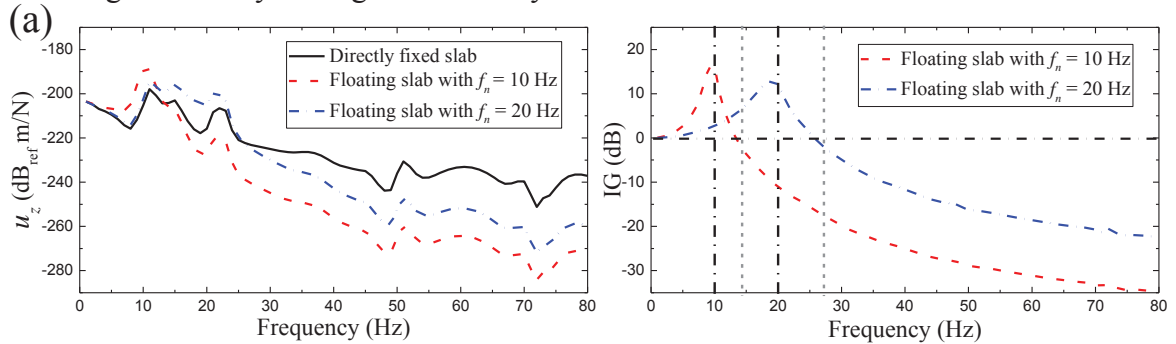 (a)
-180
-200
-220
-240
-260
-280
0 10 20 30 40 50 60 70 80
Frequency (Hz)
u_z (dB_ref m/N)
Directly fixed slab
Floating slab with f_n = 10 Hz
Floating slab with f_n = 20 Hz
20
10
0
-10
-20
-30
0 10 20 30 40 50 60 70 80
Frequency (Hz)
IG (dB)
Floating slab with f_n = 10 Hz
Floating slab with f_n = 20 Hz